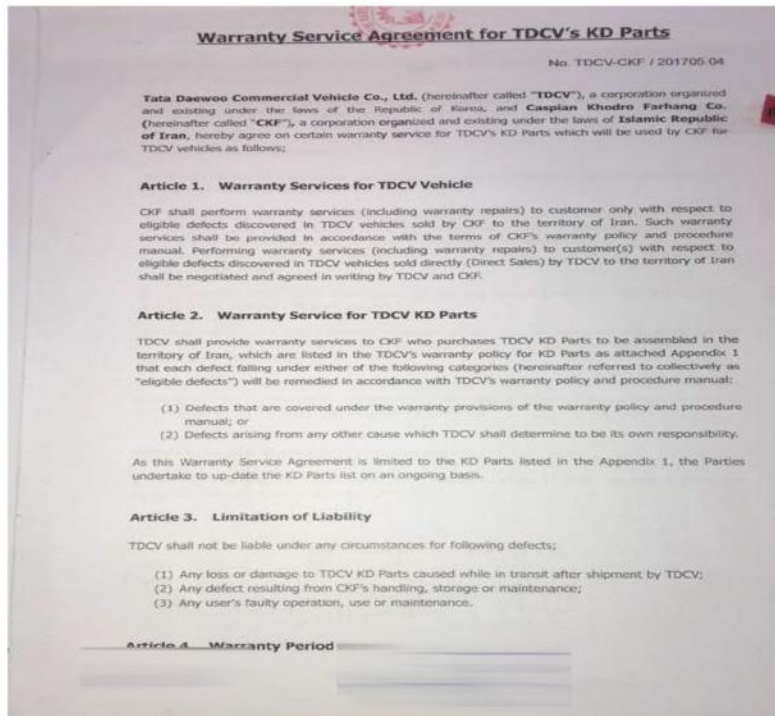 Warranty Service Agreement for TDCV's KD Parts
No. TDCV-CKF / 201705.04
Tata Daewoo Commercial Vehicle Co., Ltd. (hereinafter called "TDCV"), a corporation organized
and existing under the laws of the Republic of Korea, and Caspian Khodro Farhang Co.
(hereinafter called "CKF"), a corporation organized and existing under the laws of Islamic Republic
of Iran, hereby agree on certain warranty service for TDCV's KD Parts which will be used by CKF for
TDCV vehicles as follows;
Article 1. Warranty Services for TDCV Vehicle
CKF shall perform warranty services (including warranty repairs) to customer only with respect to
eligible defects discovered in TDCV vehicles sold by CKF to the territory of Iran. Such warranty
services shall be provided in accordance with the terms of CKF's warranty policy and procedure
manual. Performing warranty services (including warranty repairs) to customer(s) with respect to
eligible defects discovered in TDCV vehicles sold directly (Direct Sales) by TDCV to the territory of Iran
shall be negotiated and agreed in writing by TDCV and CKF.
Article 2. Warranty Service for TDCV KD Parts
TDCV shall provide warranty services to CKF who purchases TDCV KD Parts to be assembled in the
territory of Iran, which are listed in the TDCV's warranty policy for KD Parts as attached Appendix 1
that each defect falling under either of the following categories (hereinafter referred to collectively as
"eligible defects") will be remedied in accordance with TDCV's warranty policy and procedure manual;
(1) Defects that are covered under the warranty provisions of the warranty policy and procedure
manual; or
(2) Defects arising from any other cause which TDCV shall determine to be its own responsibility.
As this Warranty Service Agreement is limited to the KD Parts listed in the Appendix 1, the Parties
undertake to up-date the KD Parts list on an ongoing basis.
Article 3. Limitation of Liability
TDCV shall not be liable under any circumstances for following defects;
(1) Any loss or damage to TDCV KD Parts caused while in transit after shipment by TDCV;
(2) Any defect resulting from CKF's handling, storage or maintenance;
(3) Any user's faulty operation, use or maintenance.
Article 4. Warranty Period